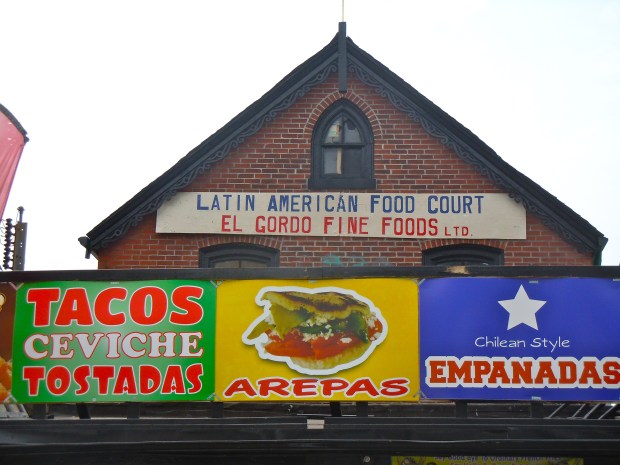 LATIN AMERICAN FOOD COURT
EL GORDO FINE FOODS LTD.
TACOS
CEVICHE
TOSTADAS
AREPAS
Chilean Style
EMPANADAS